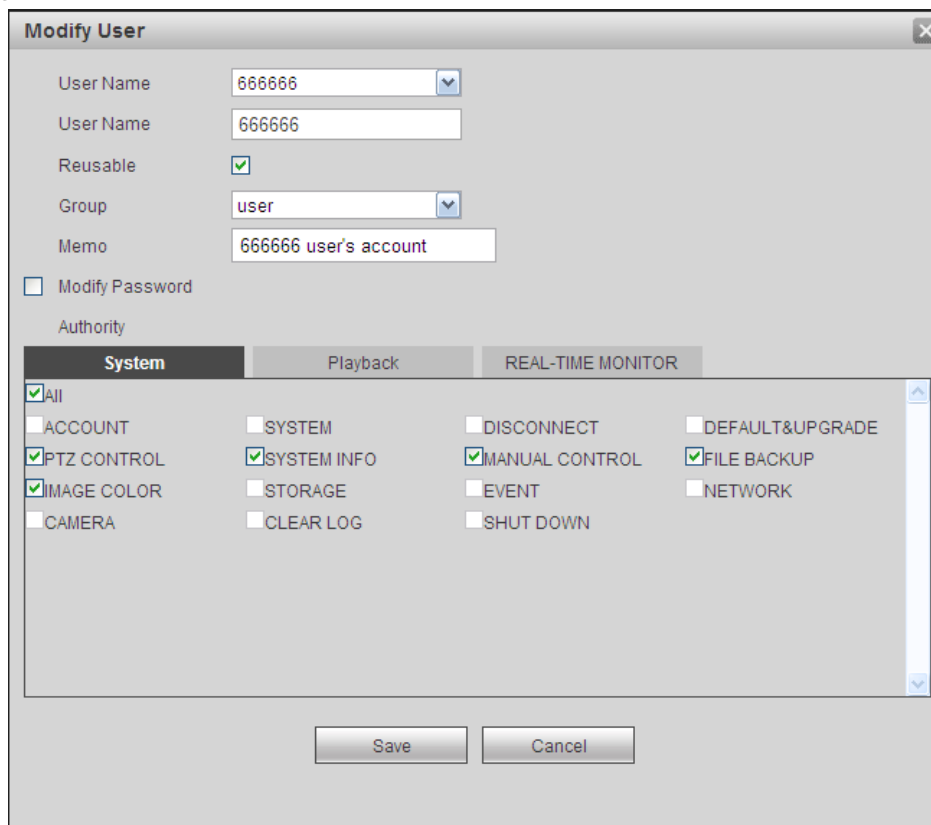 Modify User
User Name 666666
User Name 666666
Reusable
Group user
Memo 666666 user's account
Modify Password
Authority
System Playback REAL-TIME MONITOR
All
ACCOUNT SYSTEM DISCONNECT DEFAULT&UPGRADE
PTZ CONTROL SYSTEM INFO MANUAL CONTROL FILE BACKUP
IMAGE COLOR STORAGE EVENT NETWORK
CAMERA CLEAR LOG SHUT DOWN
Save Cancel